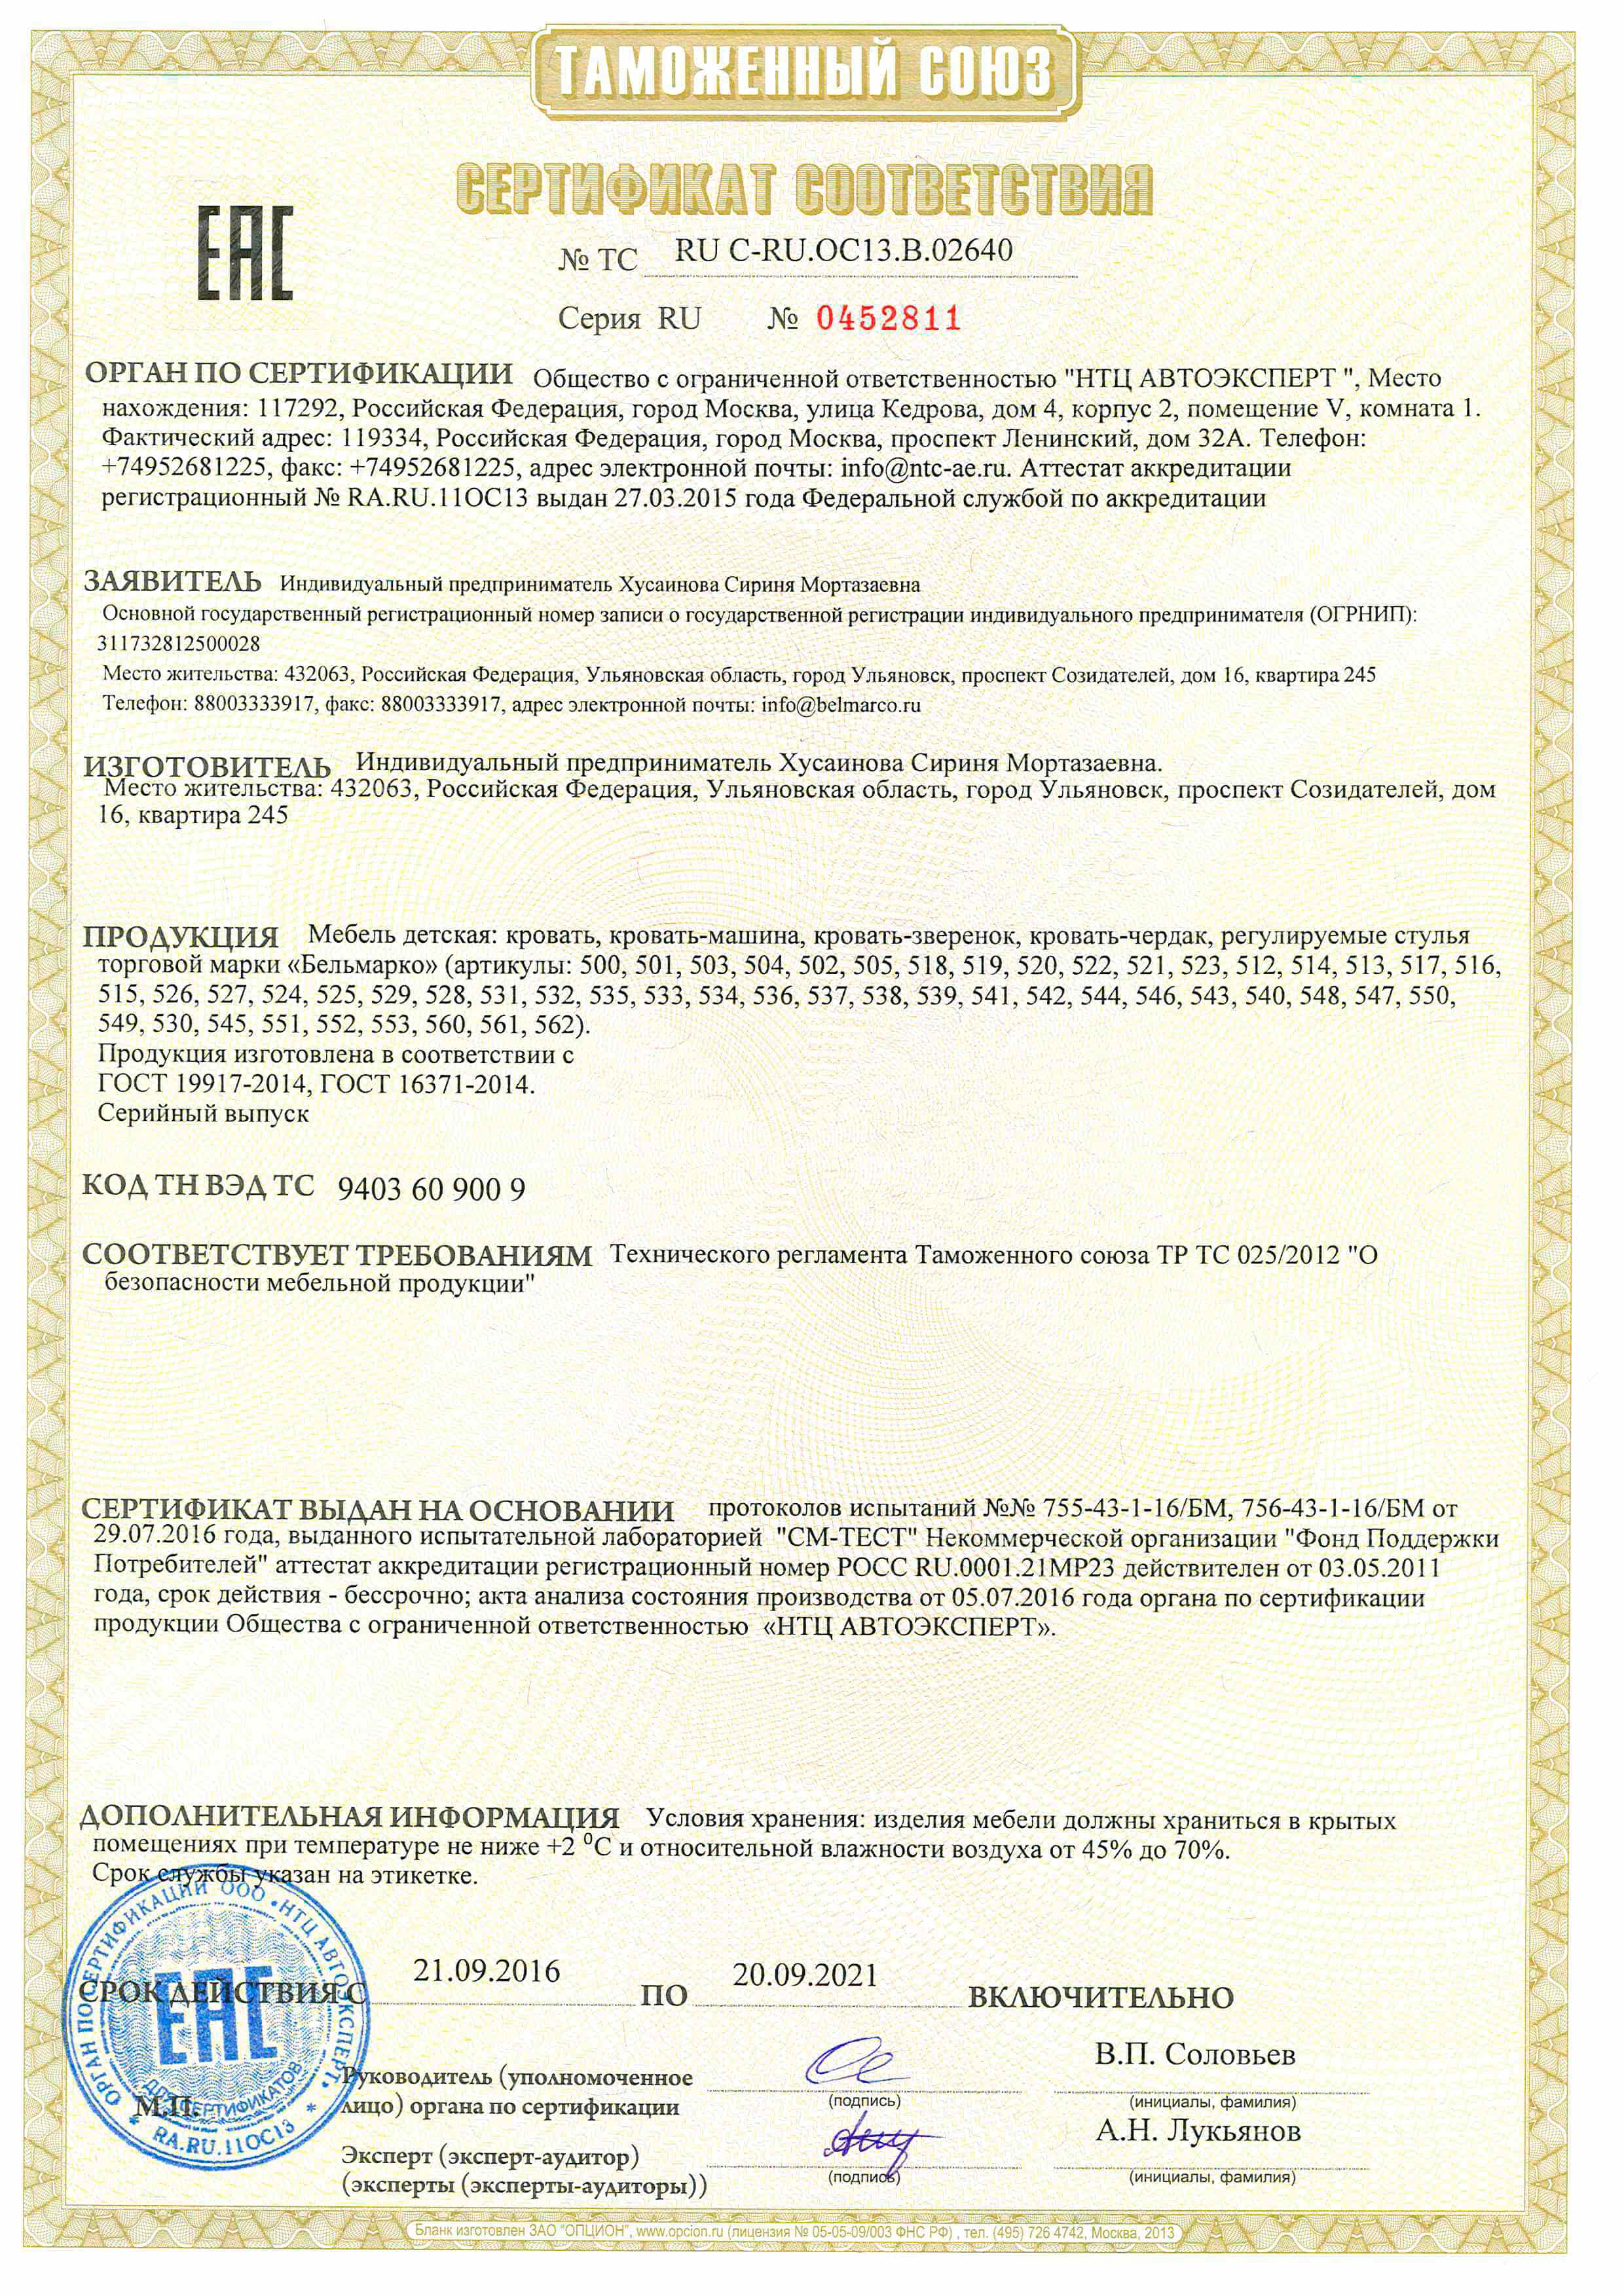 ТАМОЖЕННЫЙ СОЮЗ
СЕРТИФИКАТ СООТВЕТСТВИЯ
ЕАС
№ ТС RU C-RU.ОС13.В.02640
Серия RU № 0452811
ОРГАН ПО СЕРТИФИКАЦИИ Общество с ограниченной ответственностью "НТЦ АВТОЭКСПЕРТ ", Место
нахождения: 117292, Российская Федерация, город Москва, улица Кедрова, дом 4, корпус 2, помещение V, комната 1.
Фактический адрес: 119334, Российская Федерация, город Москва, проспект Ленинский, дом 32А. Телефон:
+74952681225, факс: +74952681225, адрес электронной почты: info@ntc-ae.ru. Аттестат аккредитации
регистрационный № RA.RU.11ОС13 выдан 27.03.2015 года Федеральной службой по аккредитации
ЗАЯВИТЕЛЬ Индивидуальный предприниматель Хусаинова Сириня Мортазаевна
Основной государственный регистрационный номер записи о государственной регистрации индивидуального предпринимателя (ОГРНИП):
311732812500028
Место жительства: 432063, Российская Федерация, Ульяновская область, город Ульяновск, проспект Созидателей, дом 16, квартира 245
Телефон: 88003333917, факс: 88003333917, адрес электронной почты: info@belmarco.ru
ИЗГОТОВИТЕЛЬ Индивидуальный предприниматель Хусаинова Сириня Мортазаевна.
Место жительства: 432063, Российская Федерация, Ульяновская область, город Ульяновск, проспект Созидателей, дом
16, квартира 245
ПРОДУКЦИЯ Мебель детская: кровать, кровать-машина, кровать-зверенок, кровать-чердак, регулируемые стулья
торговой марки «Бельмарко» (артикулы: 500, 501, 503, 504, 502, 505, 518, 519, 520, 522, 521, 523, 512, 514, 513, 517, 516,
515, 526, 527, 524, 525, 529, 528, 531, 532, 535, 533, 534, 536, 537, 538, 539, 541, 542, 544, 546, 543, 540, 548, 547, 550,
549, 530, 545, 551, 552, 553, 560, 561, 562).
Продукция изготовлена в соответствии с
ГОСТ 19917-2014, ГОСТ 16371-2014.
Серийный выпуск
КОД ТН ВЭД ТС 9403 60 900 9
СООТВЕТСТВУЕТ ТРЕБОВАНИЯМ Технического регламента Таможенного союза ТР ТС 025/2012 "О
безопасности мебельной продукции"
СЕРТИФИКАТ ВЫДАН НА ОСНОВАНИИ протоколов испытаний №№ 755-43-1-16/БМ, 756-43-1-16/БМ от
29.07.2016 года, выданного испытательной лабораторией "СМ-ТЕСТ" Некоммерческой организации "Фонд Поддержки
Потребителей" аттестат аккредитации регистрационный номер РОСС RU.0001.21МР23 действителен от 03.05.2011
года, срок действия - бессрочно; акта анализа состояния производства от 05.07.2016 года органа по сертификации
продукции Общества с ограниченной ответственностью «НТЦ АВТОЭКСПЕРТ».
ДОПОЛНИТЕЛЬНАЯ ИНФОРМАЦИЯ Условия хранения: изделия мебели должны храниться в крытых
помещениях при температуре не ниже +2 ⁰С и относительной влажности воздуха от 45% до 70%.
Срок службы указан на этикетке.
ОРГАН ПО СЕРТИФИКАЦИИ ООО «НТЦ АВТОЭКСПЕРТ»
ЕАС
ДЛЯ СЕРТИФИКАТОВ
* RA.RU.11ОС13 *
СРОК ДЕЙСТВИЯ С 21.09.2016 ПО 20.09.2021 ВКЛЮЧИТЕЛЬНО
М.П.
Руководитель (уполномоченное
лицо) органа по сертификации
(подпись)
В.П. Соловьев
(инициалы, фамилия)
Эксперт (эксперт-аудитор)
(эксперты (эксперты-аудиторы))
(подпись)
А.Н. Лукьянов
(инициалы, фамилия)
Бланк изготовлен ЗАО "ОПЦИОН", www.opcion.ru (лицензия № 05-05-09/003 ФНС РФ) , тел. (495) 726 4742, Москва, 2013